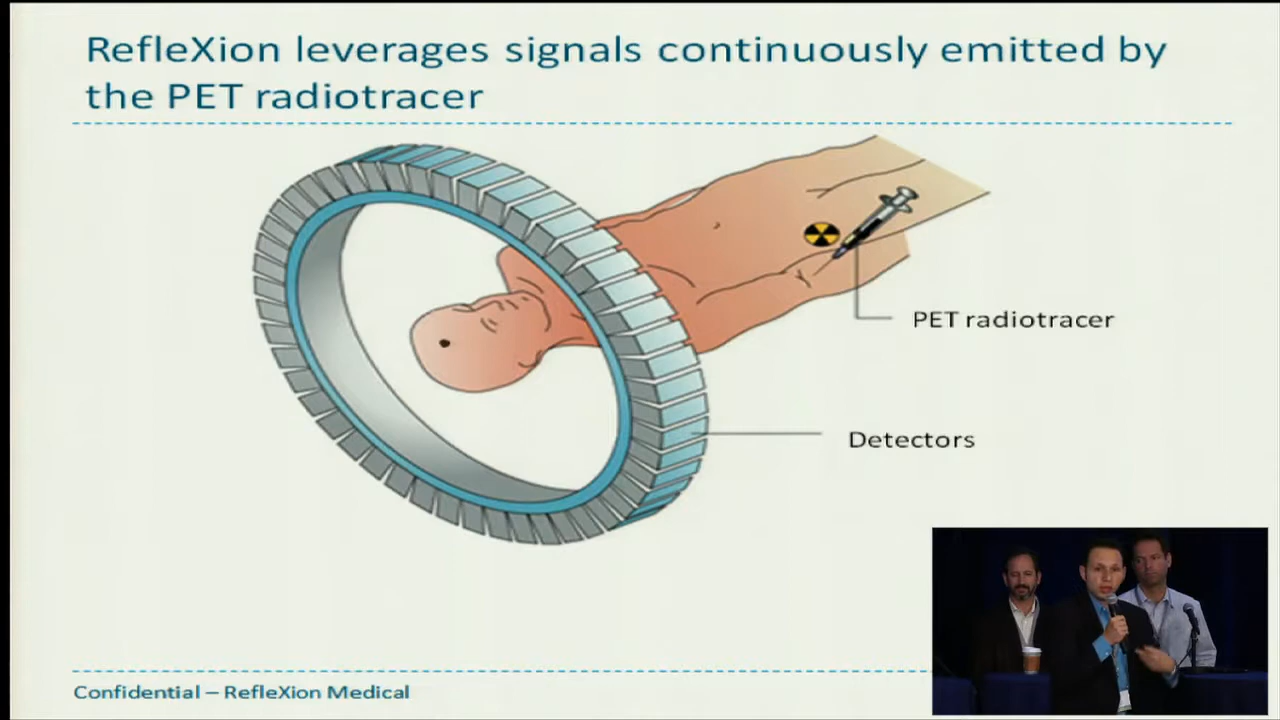 RefleXion leverages signals continuously emitted by
the PET radiotracer
PET radiotracer
Detectors
Confidential – RefleXion Medical